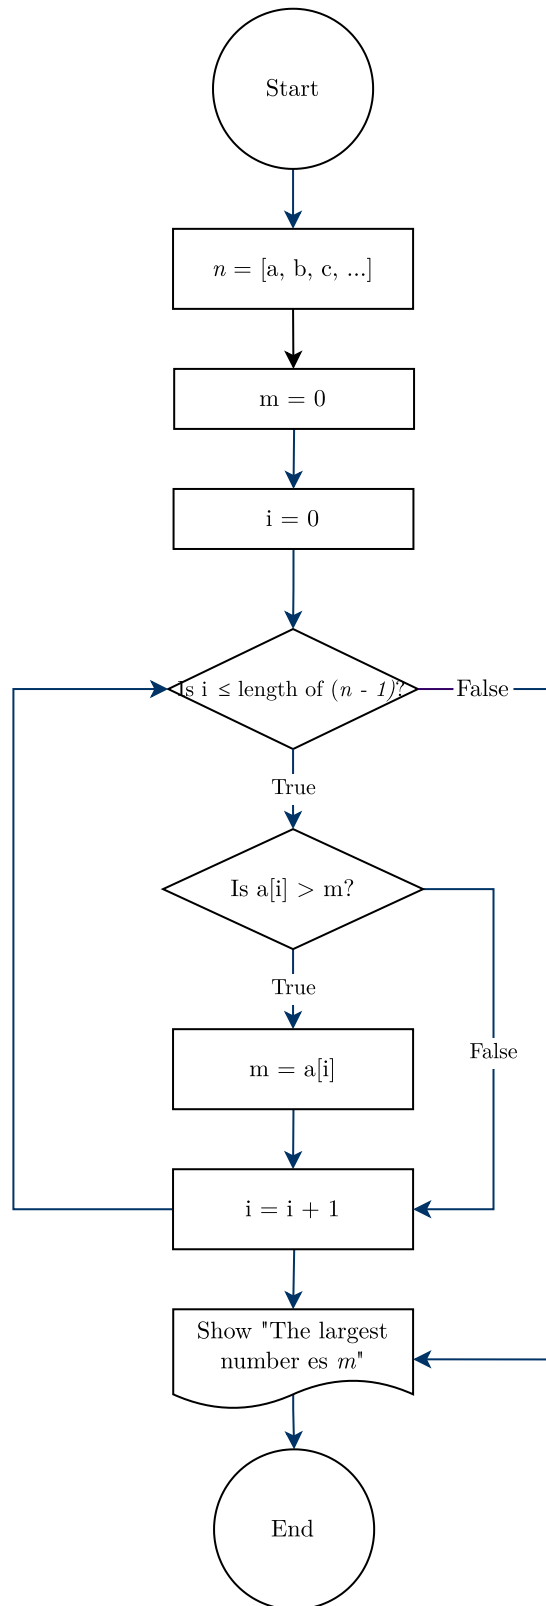 Start
n = [a, b, c, ...]
m = 0
i = 0
Is i ≤ length of (n - 1)?
False
True
Is a[i] > m?
True
False
m = a[i]
i = i + 1
Show "The largest
number es m"
End